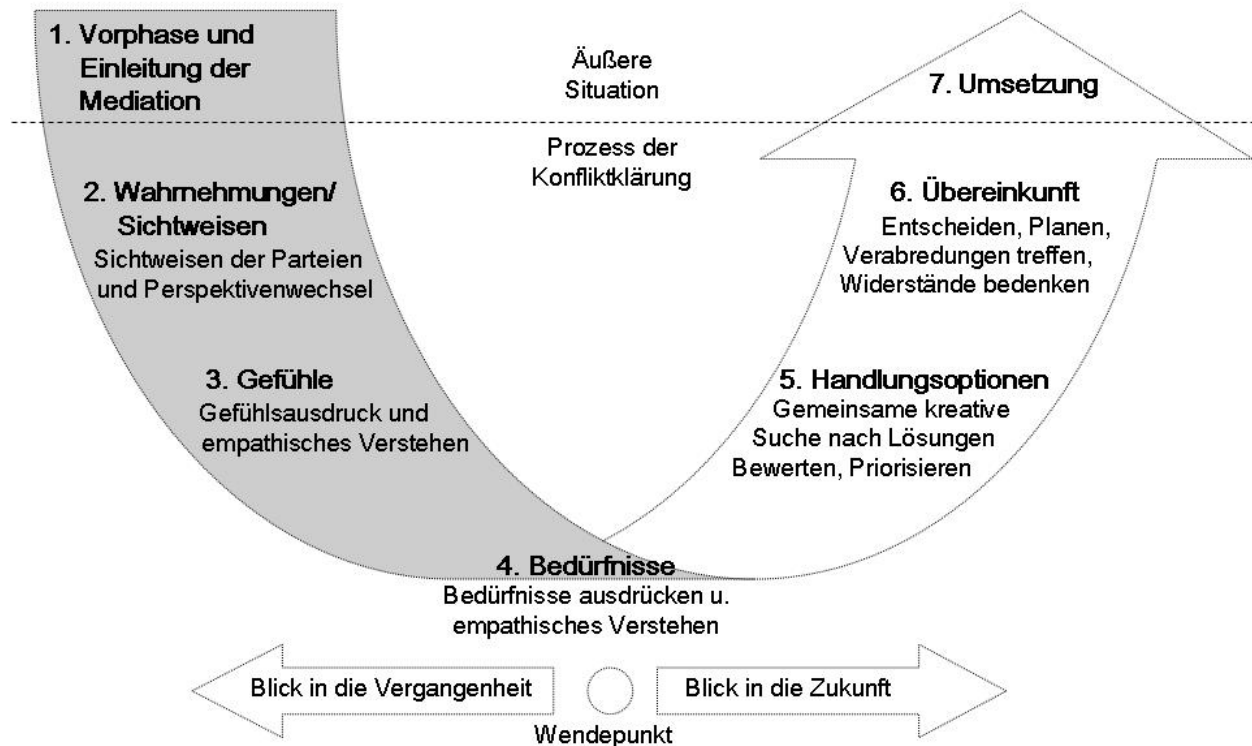 1. Vorphase und
Einleitung der
Mediation
Äußere
Situation
7. Umsetzung
Prozess der
Konfliktklärung
2. Wahrnehmungen/
Sichtweisen
Sichtweisen der Parteien
und Perspektivenwechsel
6. Übereinkunft
Entscheiden, Planen,
Verabredungen treffen,
Widerstände bedenken
3. Gefühle
Gefühlsausdruck und
empathisches Verstehen
5. Handlungsoptionen
Gemeinsame kreative
Suche nach Lösungen
Bewerten, Priorisieren
4. Bedürfnisse
Bedürfnisse ausdrücken u.
empathisches Verstehen
Blick in die Vergangenheit
Blick in die Zukunft
Wendepunkt